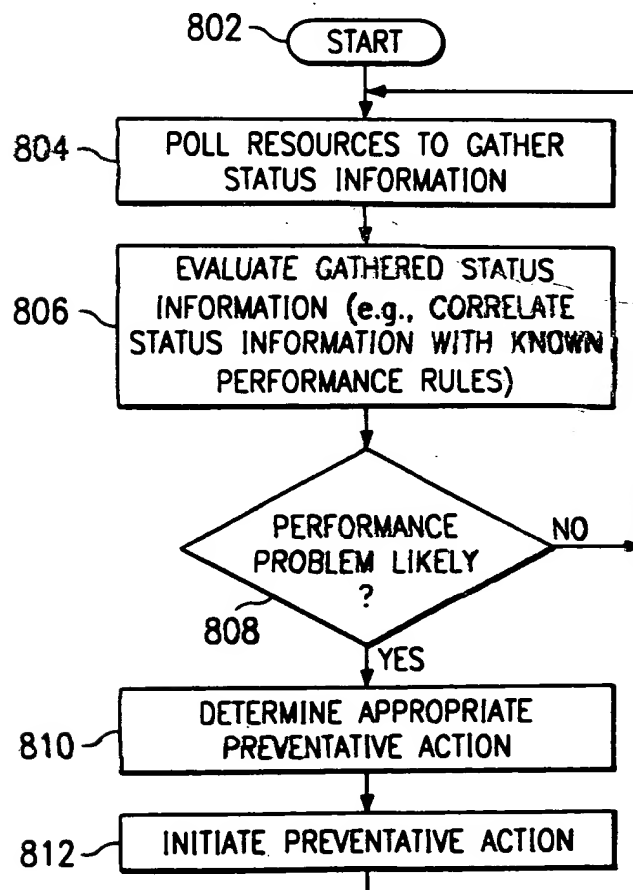 802
START
804
POLL RESOURCES TO GATHER
STATUS INFORMATION
806
EVALUATE GATHERED STATUS
INFORMATION (e.g., CORRELATE
STATUS INFORMATION WITH KNOWN
PERFORMANCE RULES)
PERFORMANCE
PROBLEM LIKELY
?
NO
808
YES
810
DETERMINE APPROPRIATE
PREVENTATIVE ACTION
812
INITIATE PREVENTATIVE ACTION